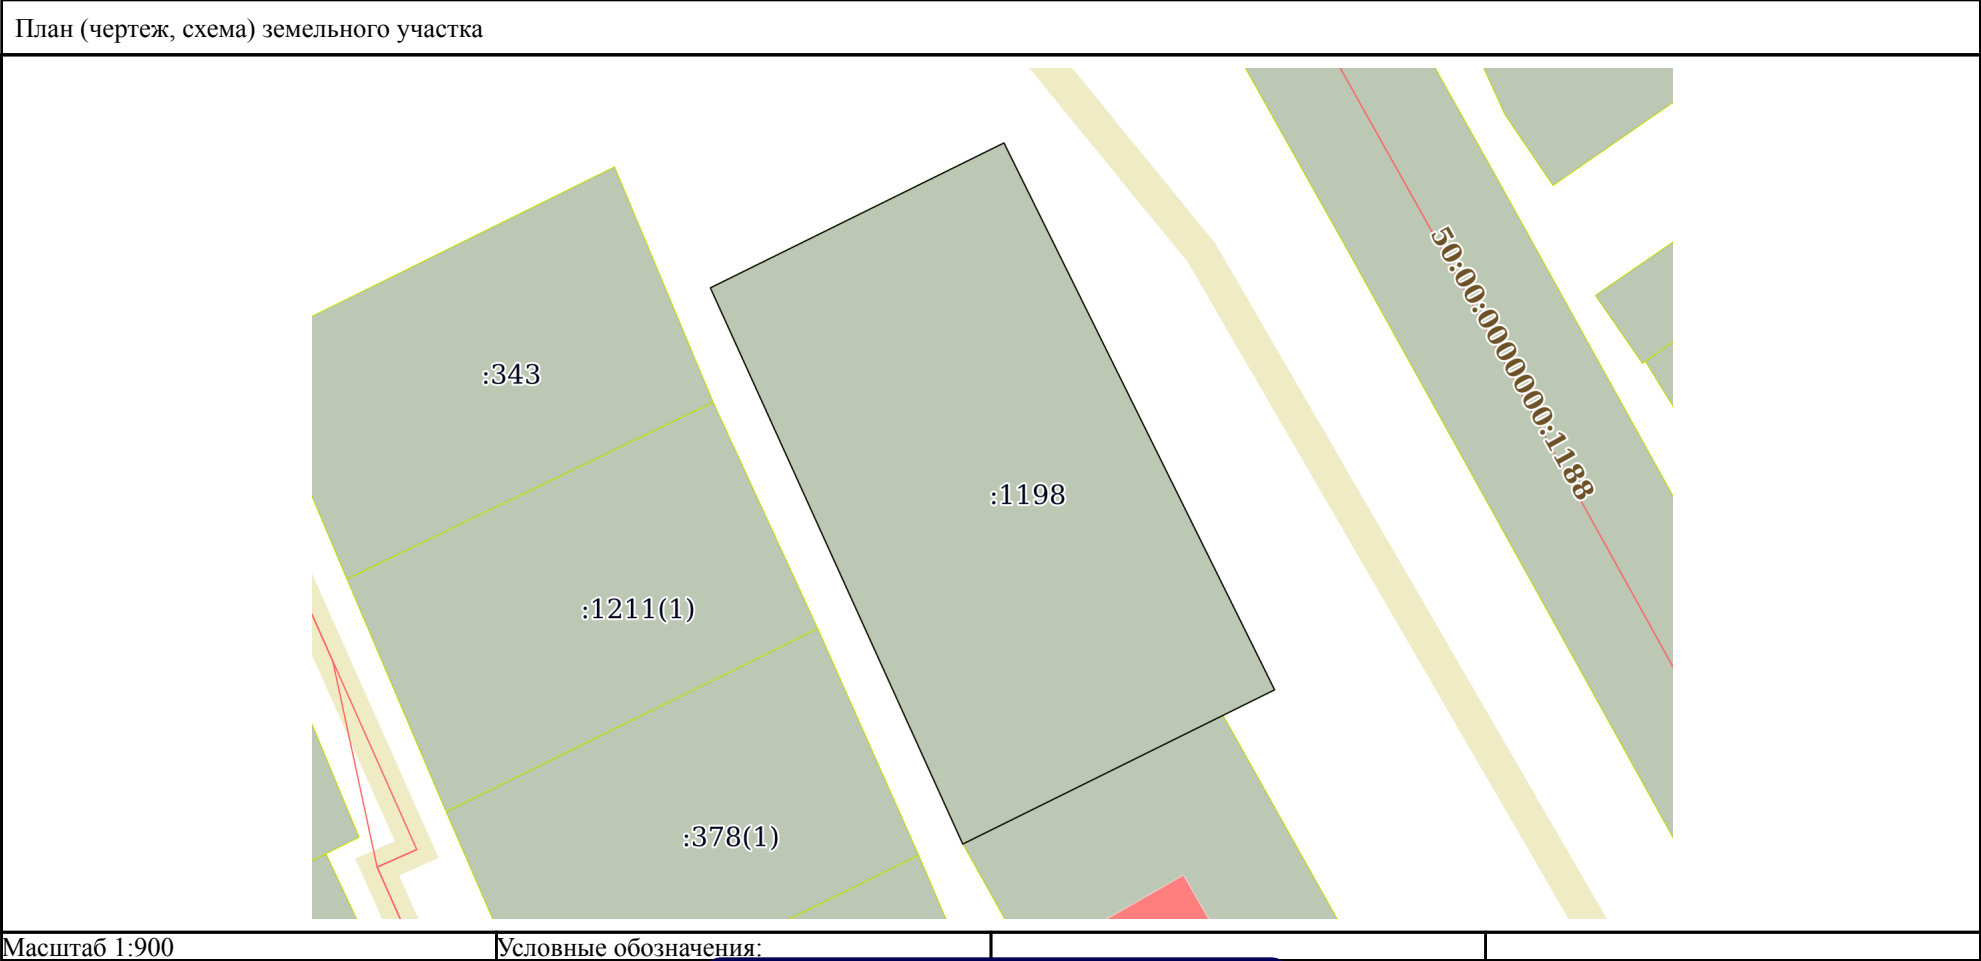 План (чертеж, схема) земельного участка
50:00:0000000:1188
:343
:1198
:1211(1)
:378(1)
Масштаб 1:900
Условные обозначения: